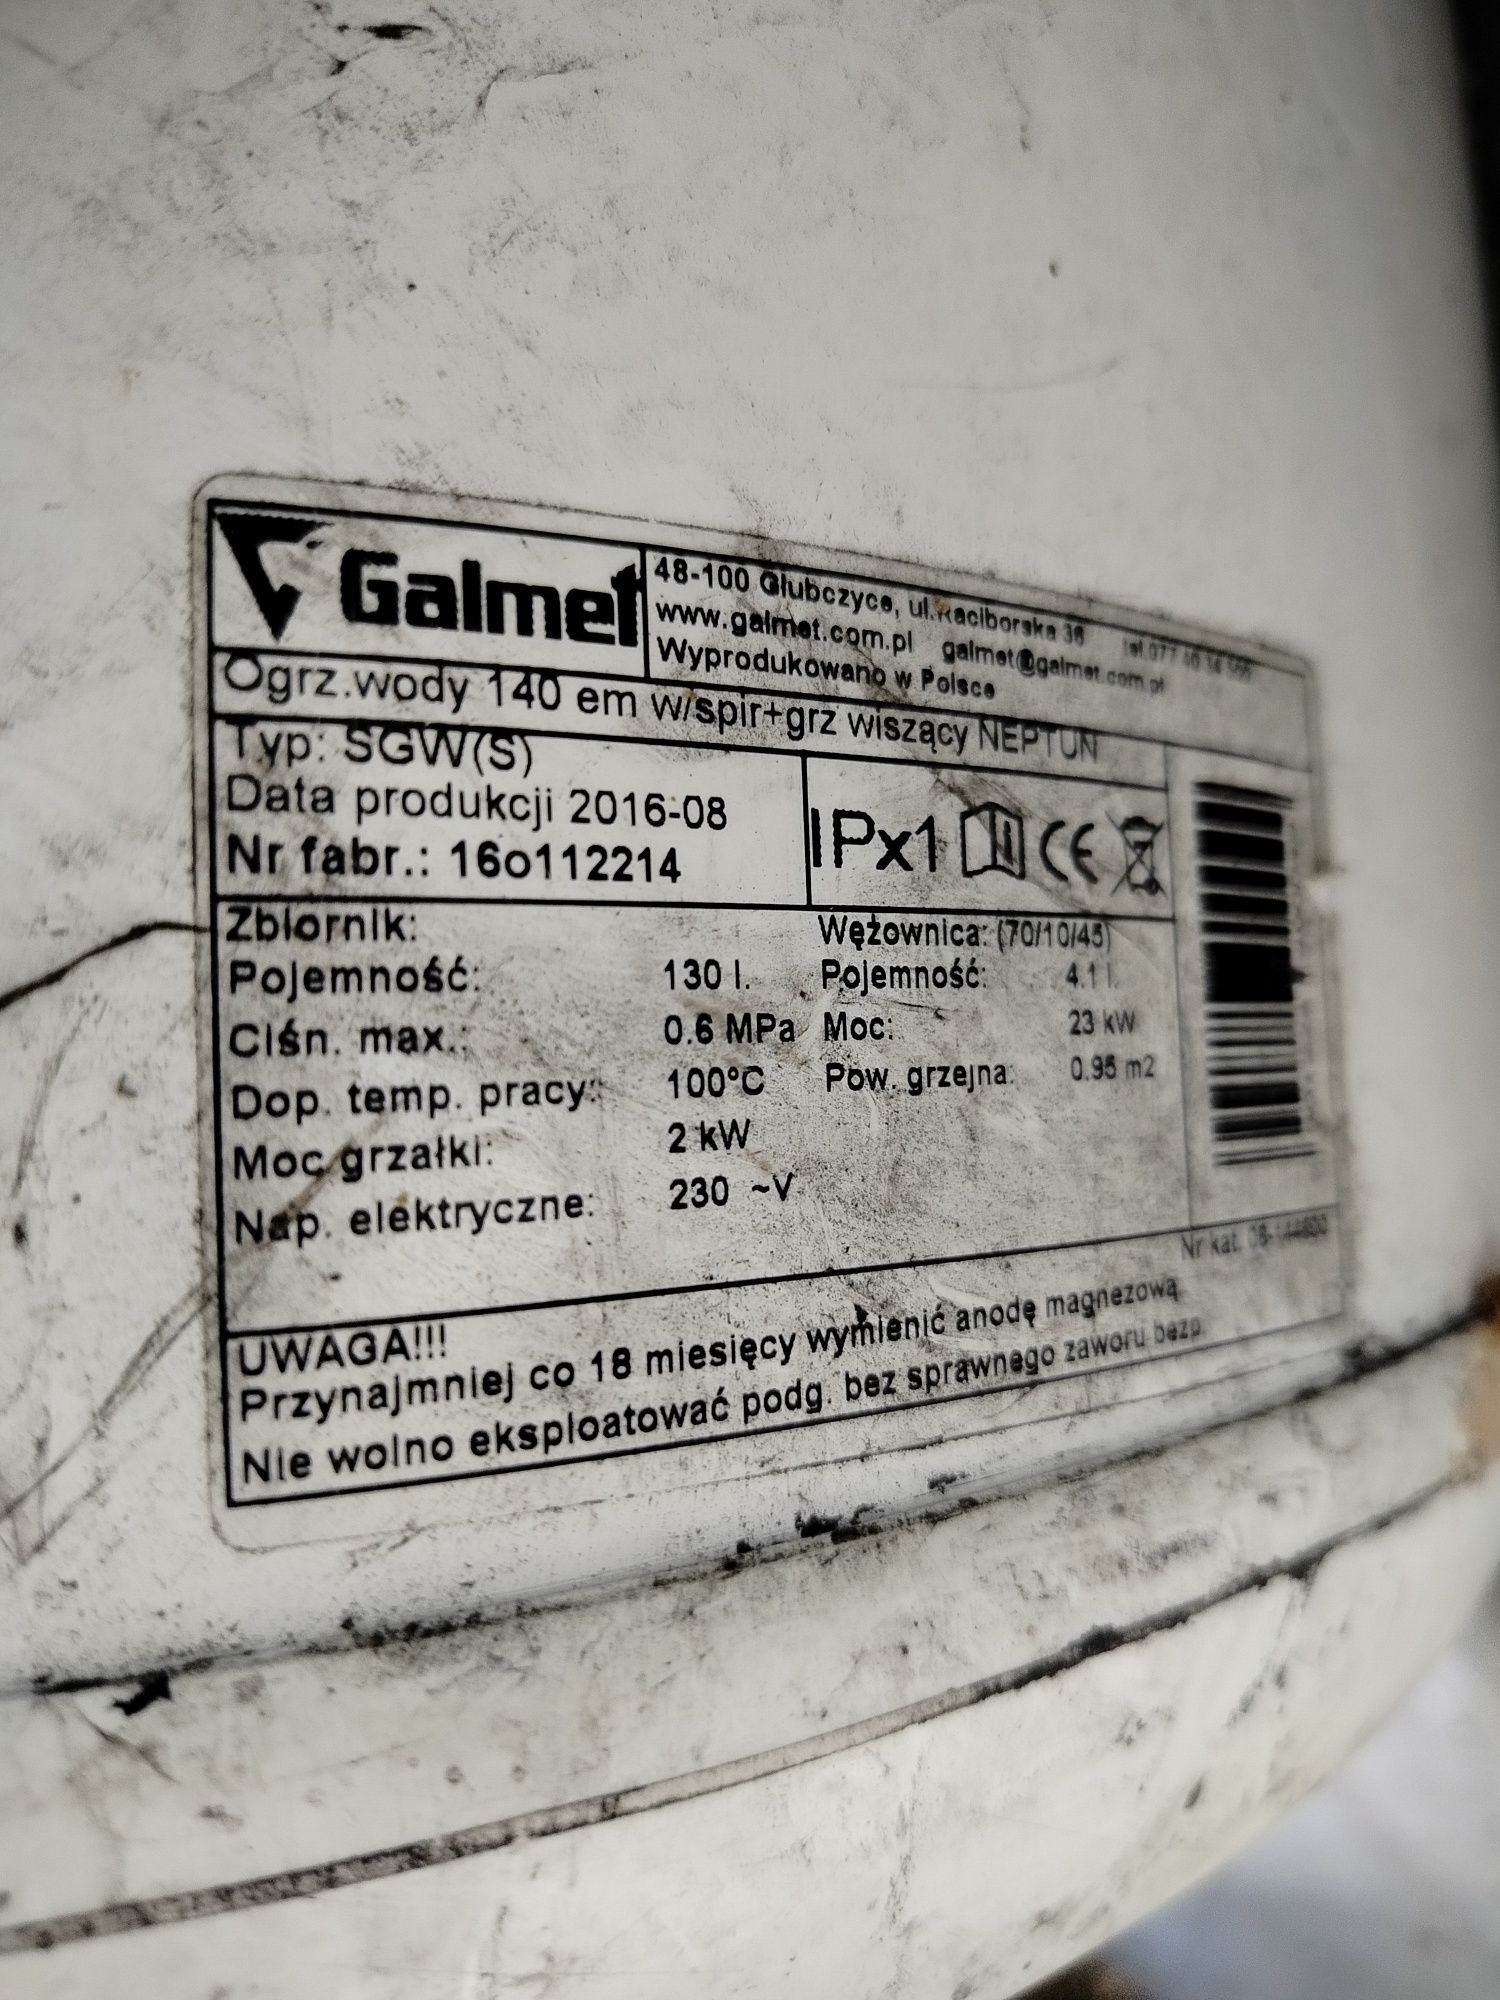 Galmet
48-100 Głubczyce, ul.Raciborska 36
www.galmet.com.pl galmet@galmet.com.pl
Wyprodukowano w Polsce
Ogrz.wody 140 em w/spir+grz wiszący NEPTUN
Typ: SGW(S)
Data produkcji 2016-08
Nr fabr.: 16o112214
IPx1 CE
Zbiornik:
Pojemność: 130 l.
Ciśn. max.: 0.6 MPa
Dop. temp. pracy: 100°C
Moc grzałki: 2 kW
Nap. elektryczne: 230 ~V
Wężownica: (70/10/45)
Pojemność: 4.1 l.
Moc: 23 kW
Pow. grzejna: 0.95 m2
Nr kat.
UWAGA!!!
Przynajmniej co 18 miesięcy wymienić anodę magnezową
Nie wolno eksploatować podg. bez sprawnego zaworu bezp.